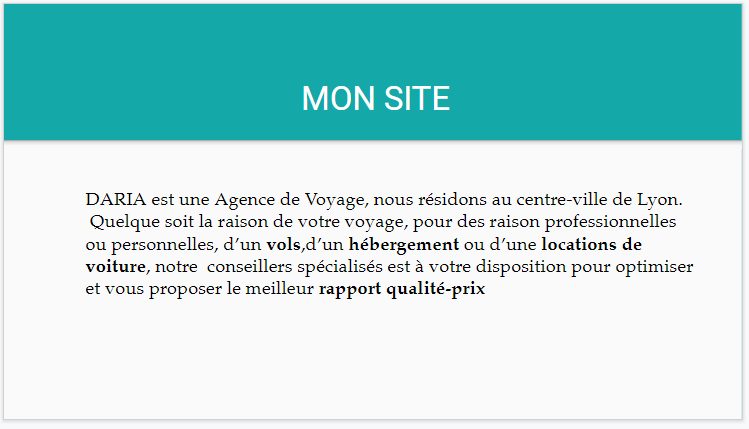 MON SITE
DARIA est une Agence de Voyage, nous résidons au centre-ville de Lyon.
Quelque soit la raison de votre voyage, pour des raison professionnelles
ou personnelles, d’un vols,d’un hébergement ou d’une locations de
voiture, notre  conseillers spécialisés est à votre disposition pour optimiser
et vous proposer le meilleur rapport qualité-prix